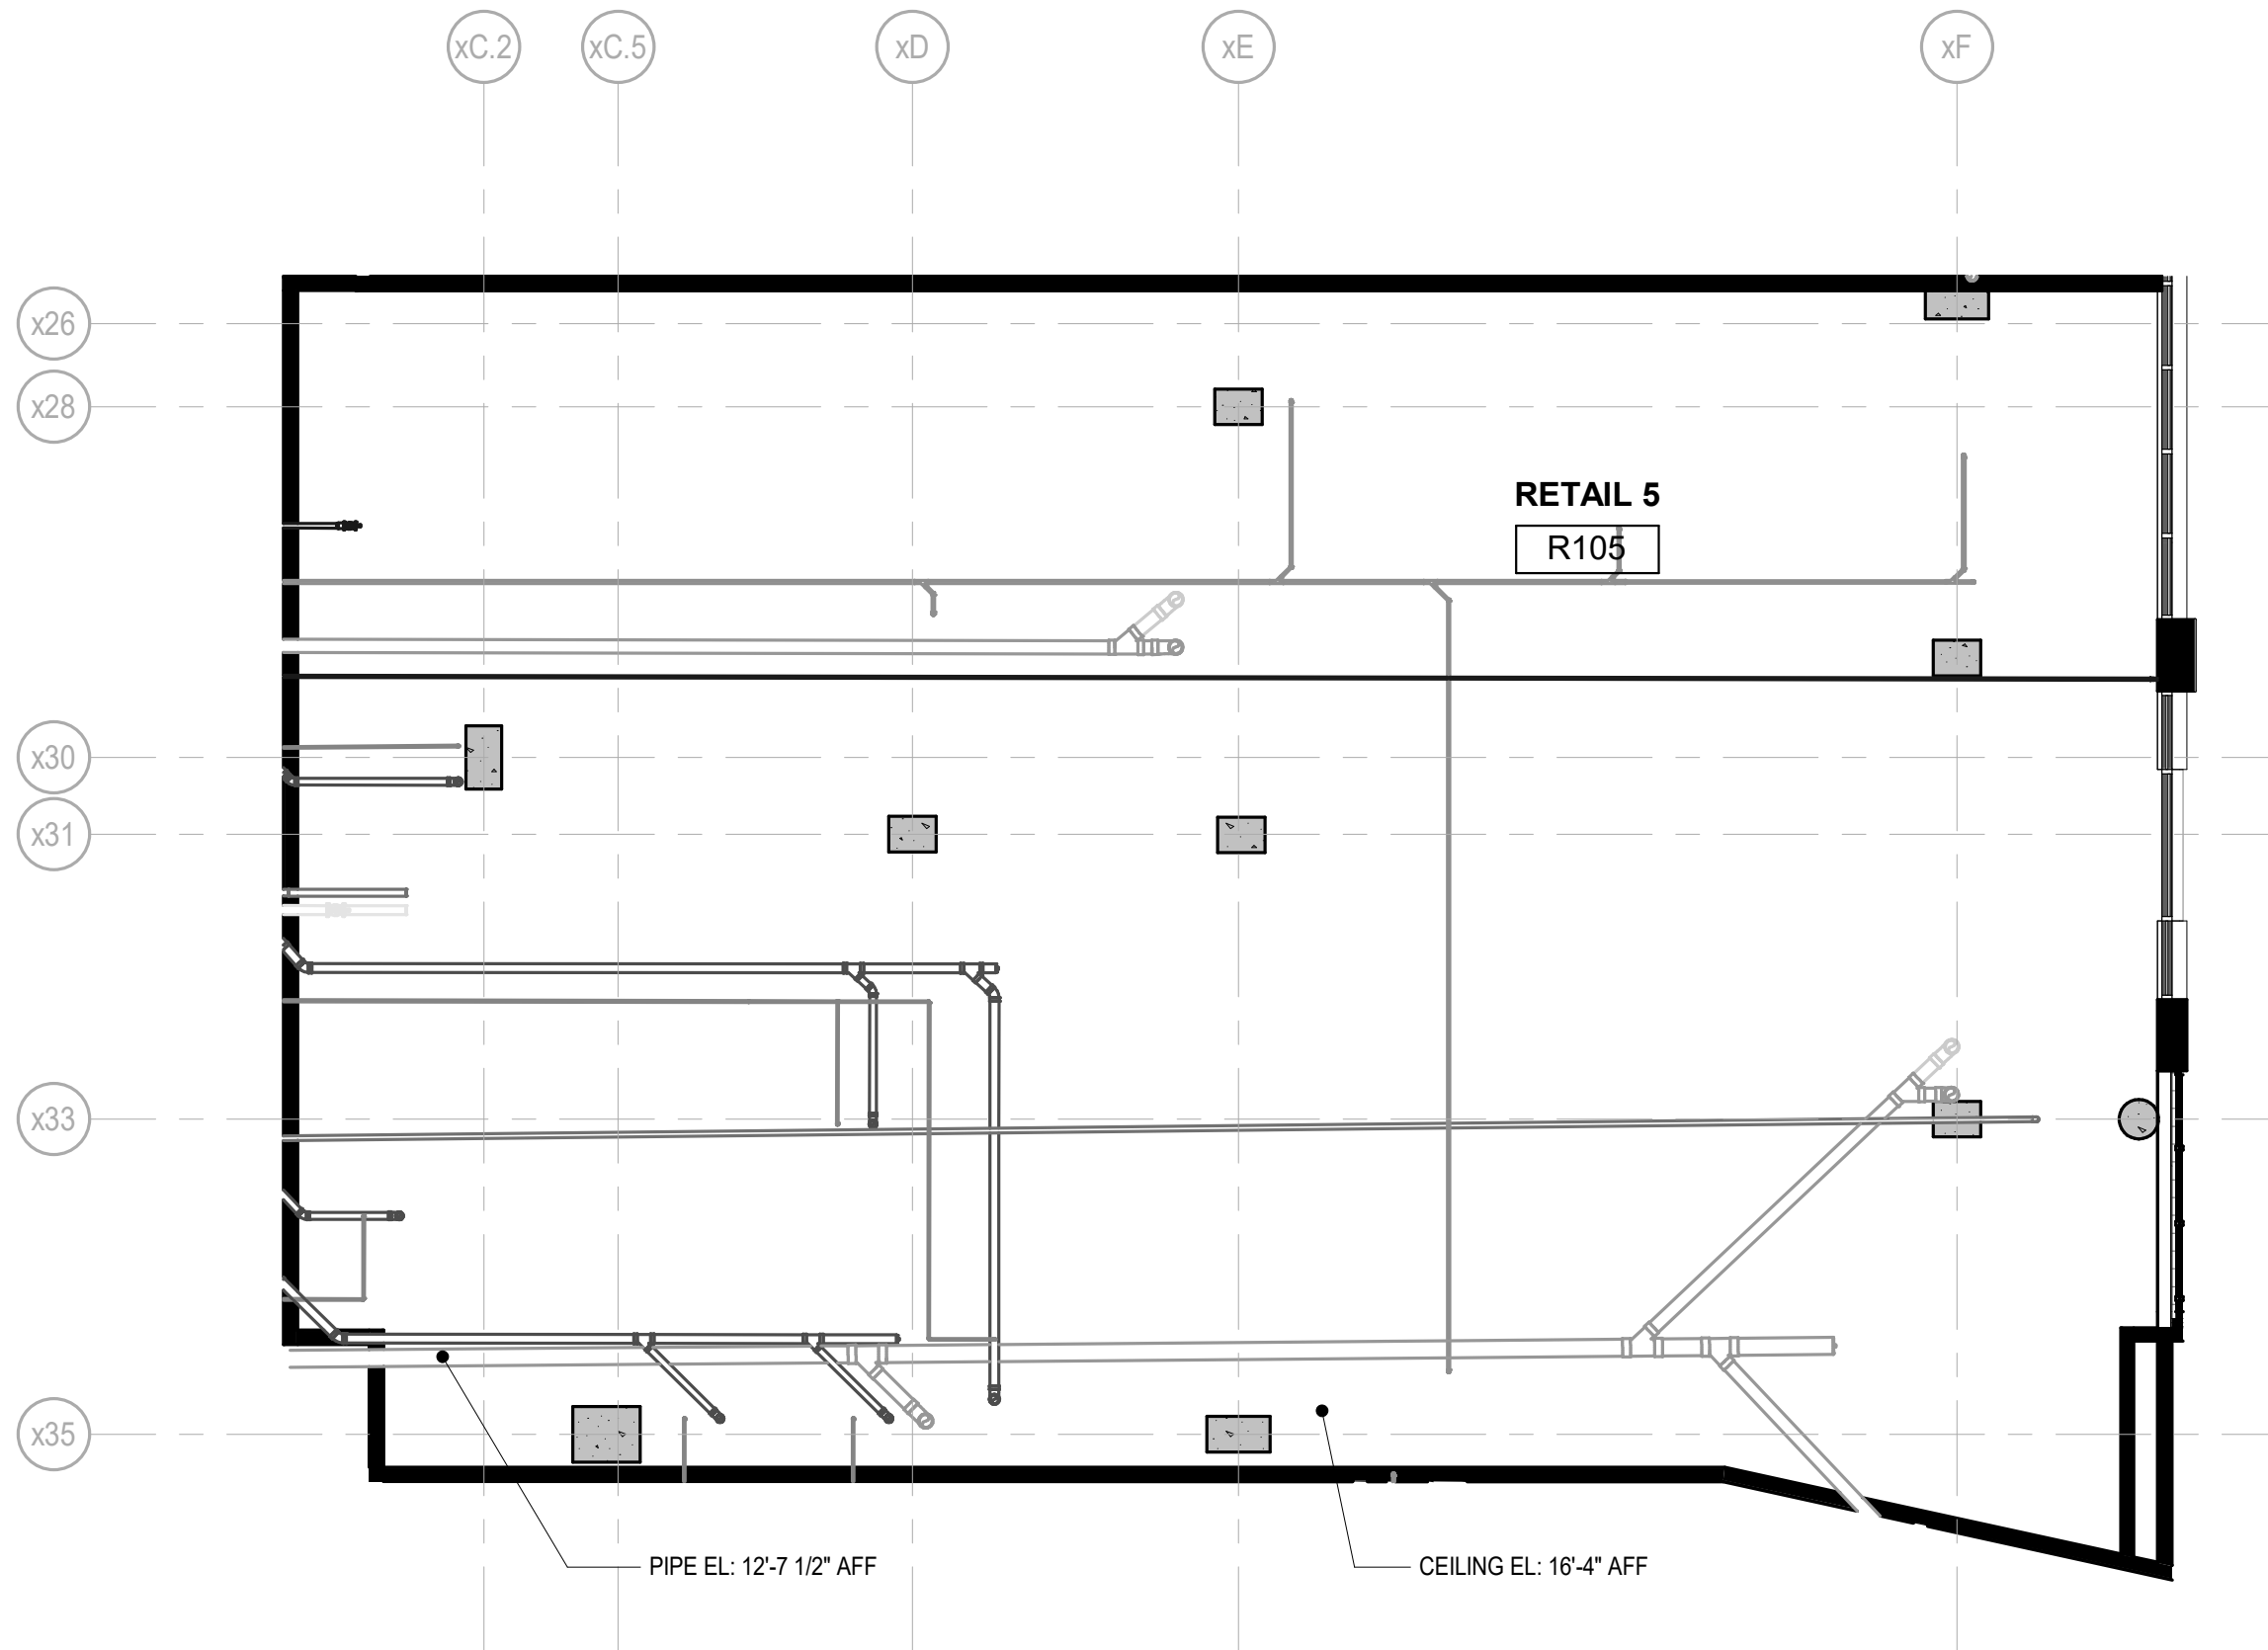 xC.2
xC.5
xD
xE
xF
x26
x28
RETAIL 5
R105
x30
x31
x33
x35
PIPE EL: 12'-7 1/2" AFF
CEILING EL: 16'-4" AFF